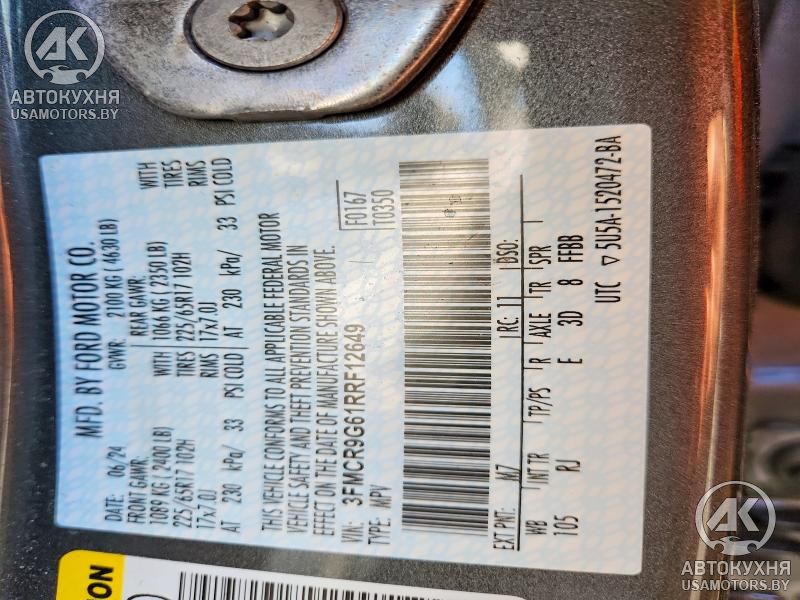 AK
АВТОКУХНЯ
USAMOTORS.BY
MFD. BY FORD MOTOR CO.
DATE: 06/24 GVWR: 2100 KG ( 4630 LB)
FRONT GAWR: REAR GAWR:
1089 KG ( 2400 LB) WITH 1066 KG ( 2350 LB) WITH
225/65R17 102H TIRES 225/65R17 102H TIRES
17x7.0J RIMS 17x7.0J RIMS
AT 230 kPa/ 33 PSI COLD AT 230 kPa/ 33 PSI COLD
THIS VEHICLE CONFORMS TO ALL APPLICABLE FEDERAL MOTOR
VEHICLE SAFETY AND THEFT PREVENTION STANDARDS IN
EFFECT ON THE DATE OF MANUFACTURE SHOWN ABOVE.
VIN: 3FMCR9G61RRF12649 F0167
TYPE: MPV T0350
EXT PNT: M7 RC: 11 DSO:
WB INT TR TP/PS R AXLE TR SPR
105 RJ E 3D 8 FFBB
UTC ▽ 5U5A-1520472-BA
ION
AK
АВТОКУХНЯ
USAMOTORS.BY